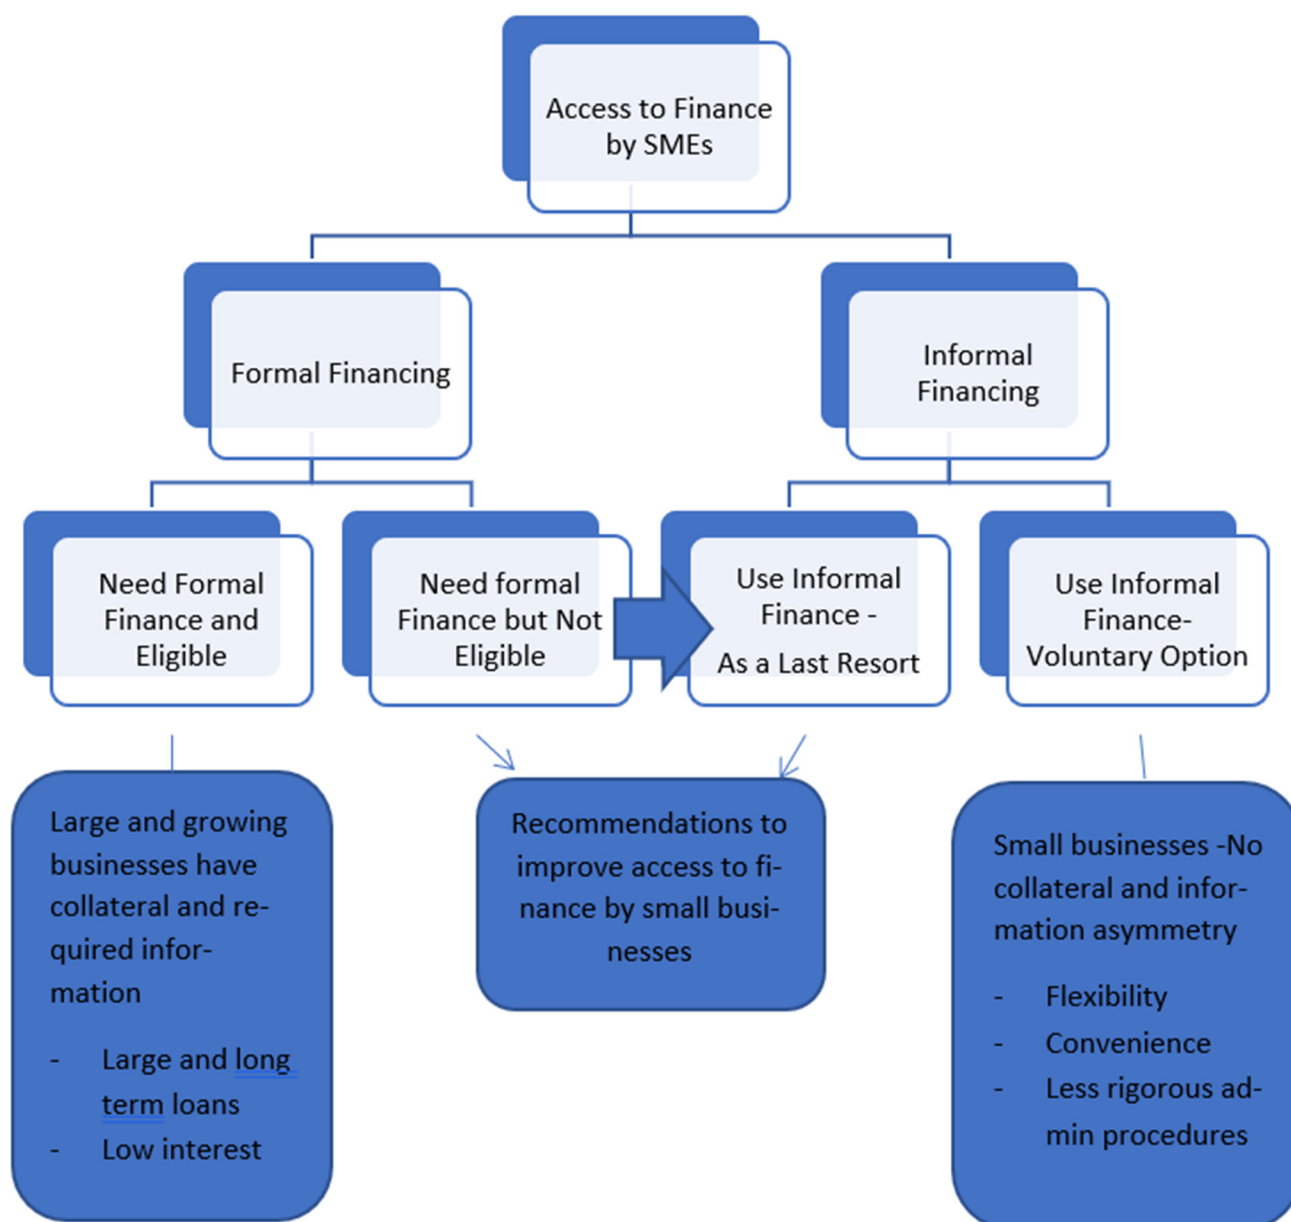 Access to Finance
by SMEs
Formal Financing
Informal
Financing
Need Formal
Finance and
Eligible
Need formal
Finance but Not
Eligible
Use Informal
Finance -
As a Last Resort
Use Informal
Finance-
Voluntary Option
Large and growing
businesses have
collateral and re-
quired infor-
mation
- Large and long
term loans
- Low interest
Recommendations to
improve access to fi-
nance by small busi-
nesses
Small businesses -No
collateral and infor-
mation asymmetry
- Flexibility
- Convenience
- Less rigorous ad-
min procedures